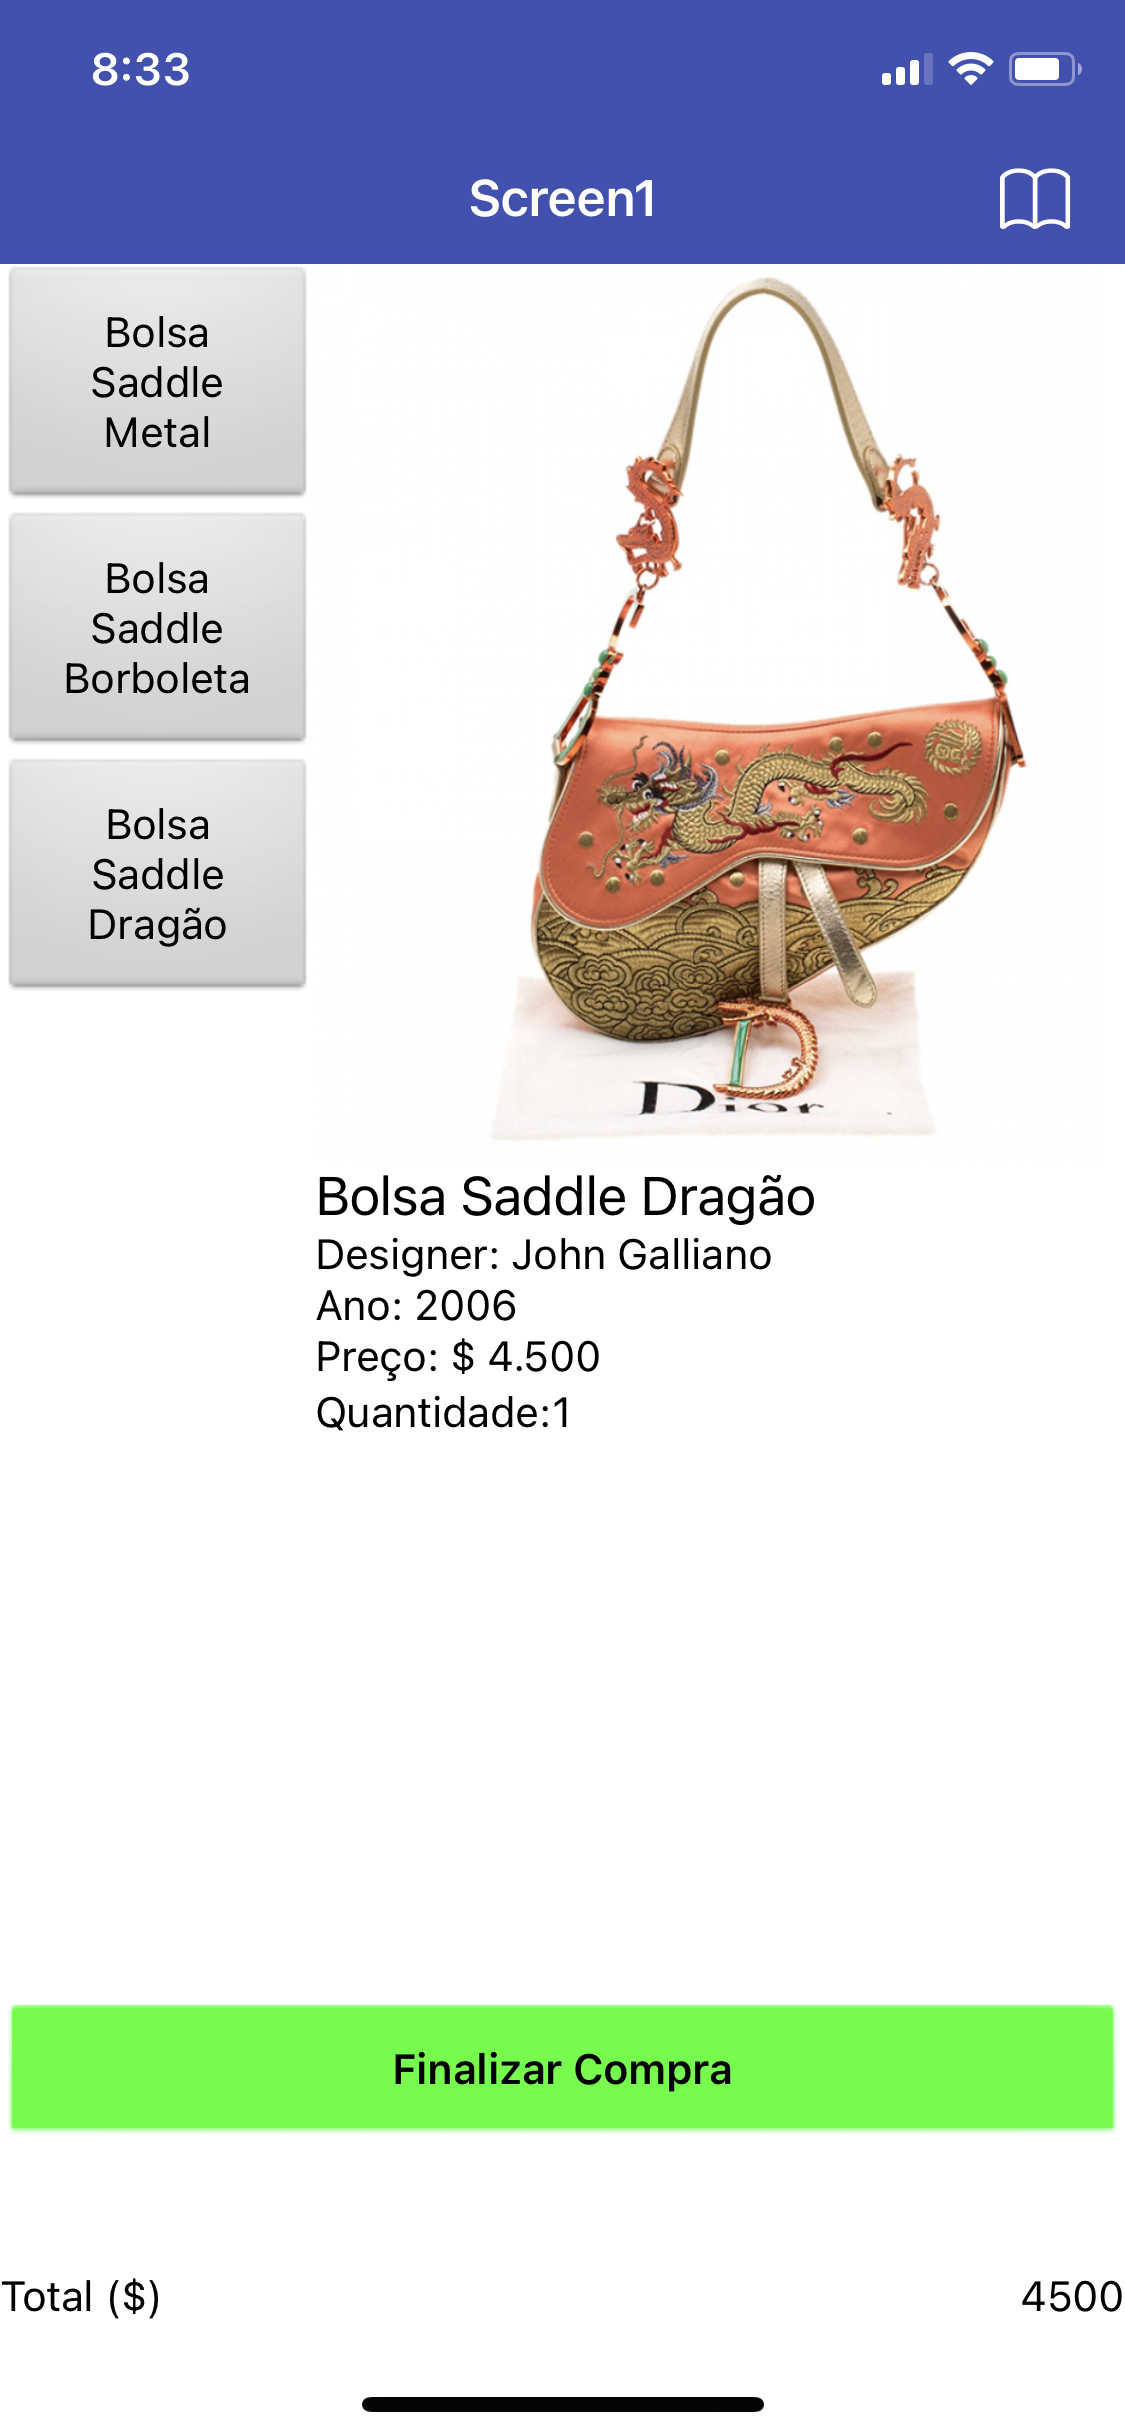 8:33
Screen1
Bolsa
Saddle
Metal
Bolsa
Saddle
Borboleta
Bolsa
Saddle
Dragão
Dior
Bolsa Saddle Dragão
Designer: John Galliano
Ano: 2006
Preço: $ 4.500
Quantidade:1
Finalizar Compra
Total ($) 4500